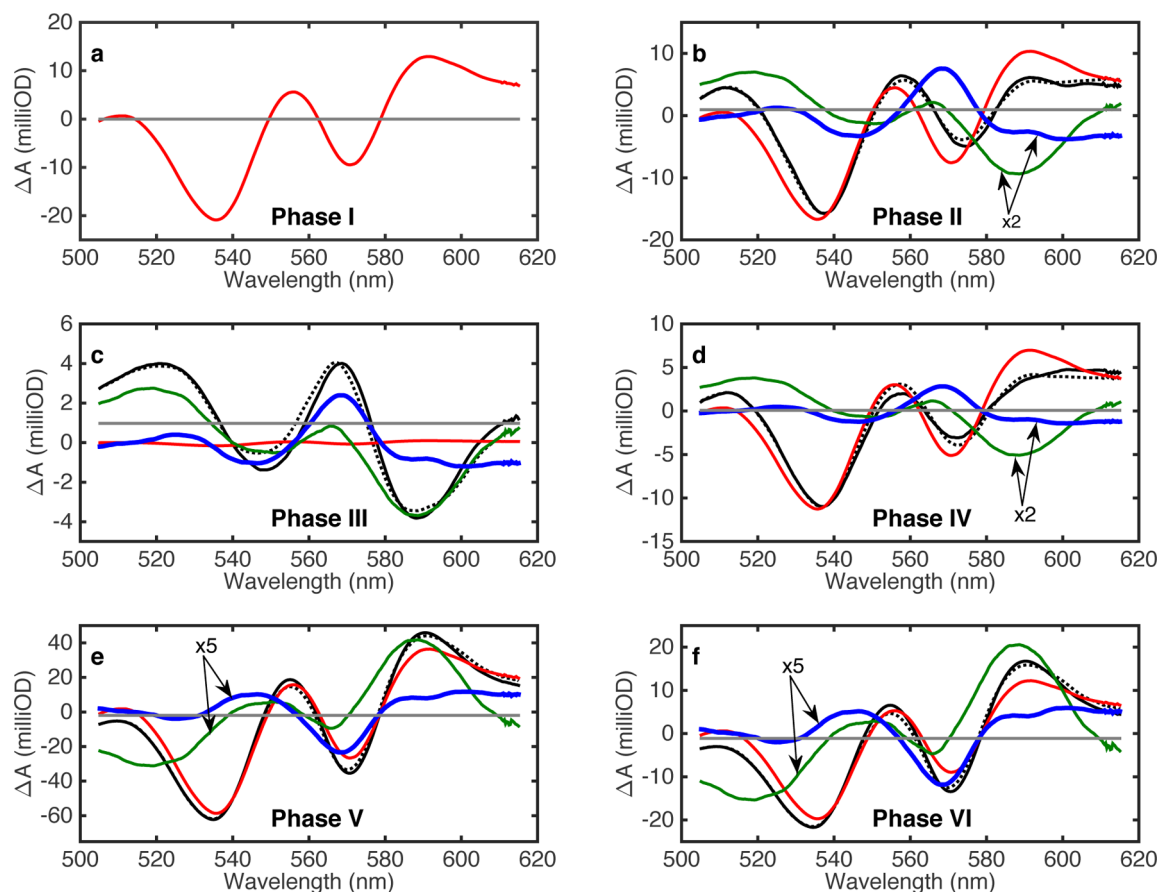 20
10
0
-10
-20
ΔA (milliOD)
a
Phase I
500 520 540 560 580 600 620
Wavelength (nm)
10
0
-10
-20
ΔA (milliOD)
b
Phase II
x2
500 520 540 560 580 600 620
Wavelength (nm)
6
4
2
0
-2
-4
ΔA (milliOD)
c
Phase III
500 520 540 560 580 600 620
Wavelength (nm)
10
5
0
-5
-10
-15
ΔA (milliOD)
d
Phase IV
x2
500 520 540 560 580 600 620
Wavelength (nm)
40
20
0
-20
-40
-60
ΔA (milliOD)
e
x5
Phase V
500 520 540 560 580 600 620
Wavelength (nm)
20
10
0
-10
-20
ΔA (milliOD)
f
x5
Phase VI
500 520 540 560 580 600 620
Wavelength (nm)